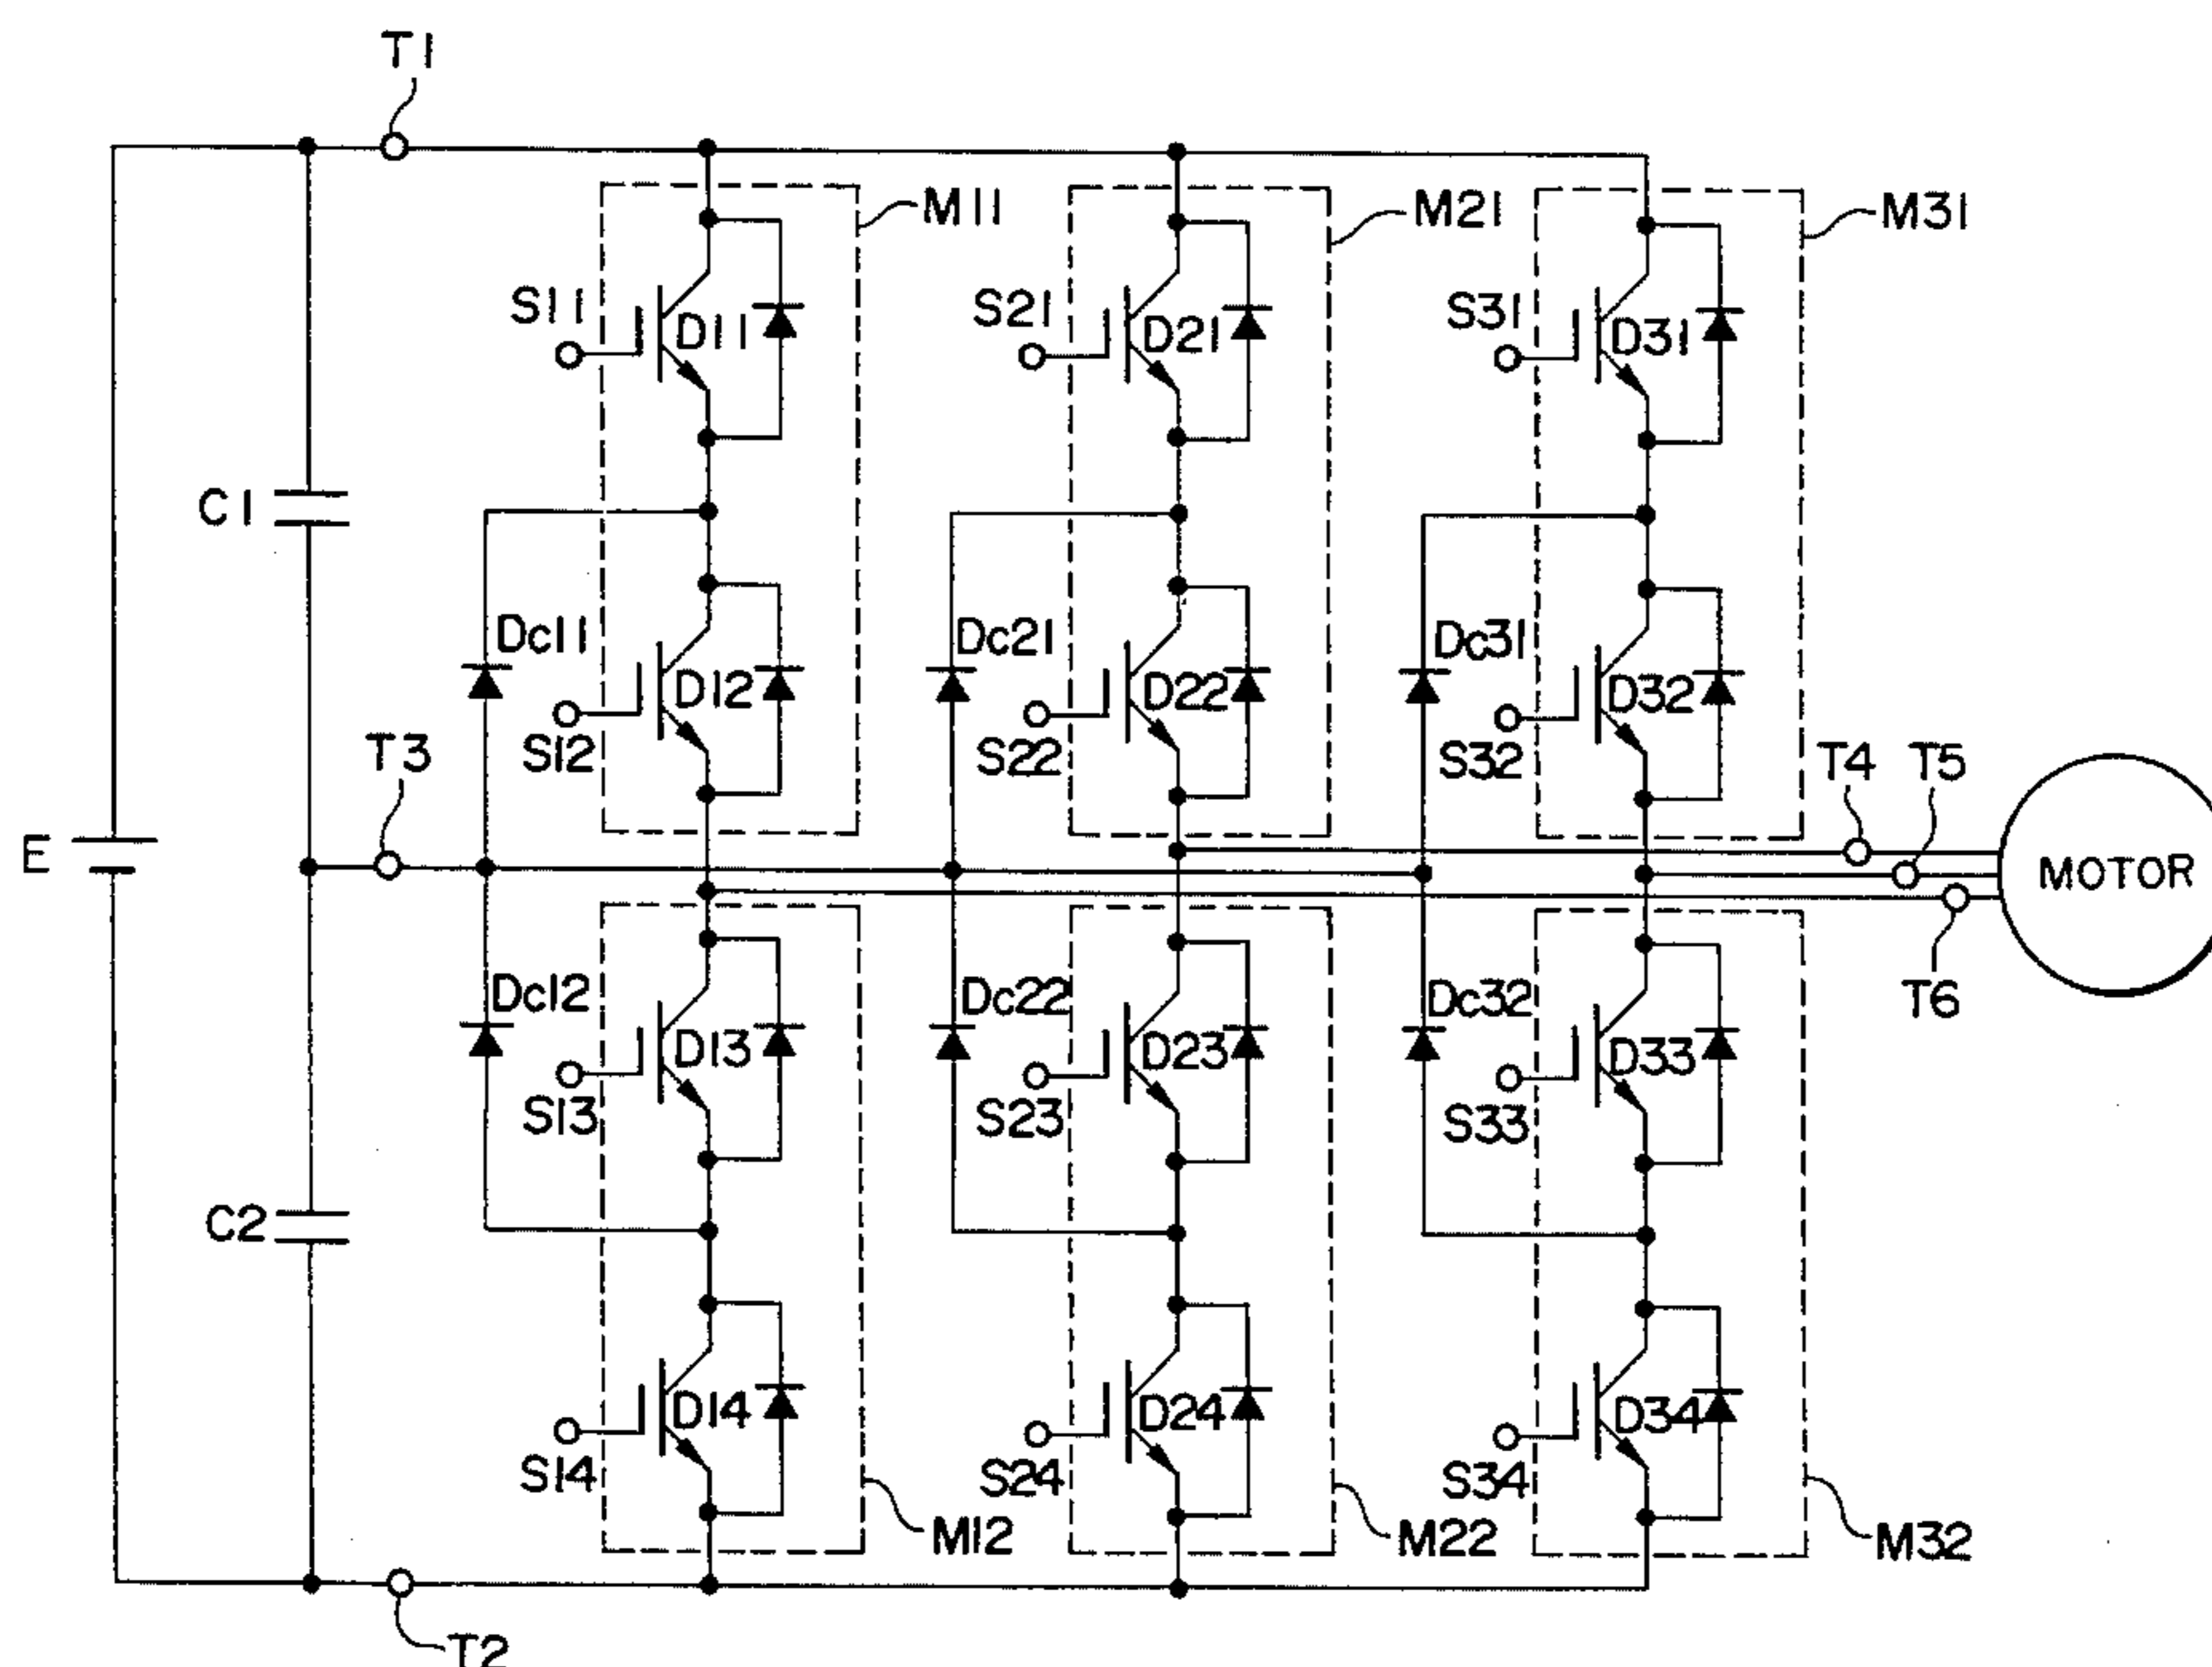 T1
M11
M21
M31
S11
D11
S21
D21
S31
D31
C1
Dc11
D12
S12
Dc21
D22
S22
Dc31
D32
S32
T3
T4
T5
E
MOTOR
T6
Dc12
D13
S13
Dc22
D23
S23
Dc32
D33
S33
C2
D14
S14
D24
S24
D34
S34
M12
M22
M32
T2